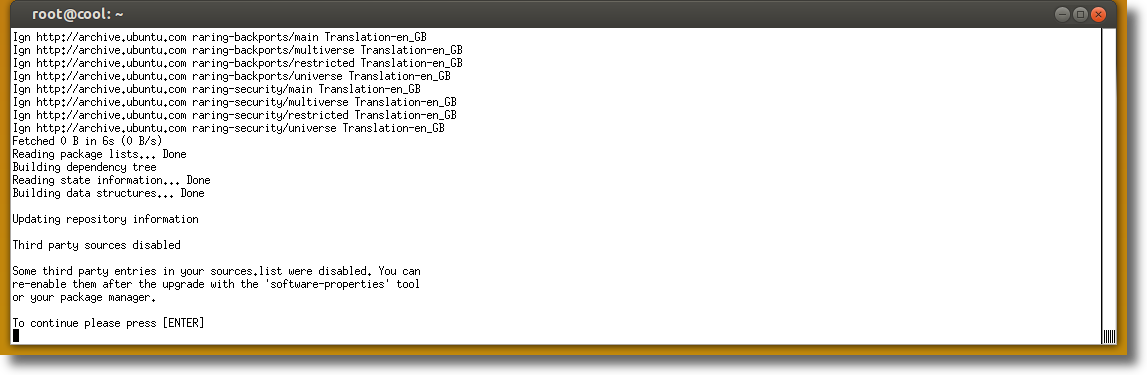 root@cool: ~
Ign http://archive.ubuntu.com raring-backports/main Translation-en_GB
Ign http://archive.ubuntu.com raring-backports/multiverse Translation-en_GB
Ign http://archive.ubuntu.com raring-backports/restricted Translation-en_GB
Ign http://archive.ubuntu.com raring-backports/universe Translation-en_GB
Ign http://archive.ubuntu.com raring-security/main Translation-en_GB
Ign http://archive.ubuntu.com raring-security/multiverse Translation-en_GB
Ign http://archive.ubuntu.com raring-security/restricted Translation-en_GB
Ign http://archive.ubuntu.com raring-security/universe Translation-en_GB
Fetched 0 B in 6s (0 B/s)
Reading package lists... Done
Building dependency tree
Reading state information... Done
Building data structures... Done
Updating repository information
Third party sources disabled
Some third party entries in your sources.list were disabled. You can
re-enable them after the upgrade with the 'software-properties' tool
or your package manager.
To continue please press [ENTER]